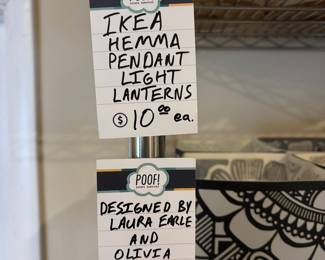 IKEA
HEMMA
PENDANT
LIGHT
LANTERNS
$ 10.00 ea.
POOF!
DESIGNED BY
LAURA EARLE
AND
OLIVIA